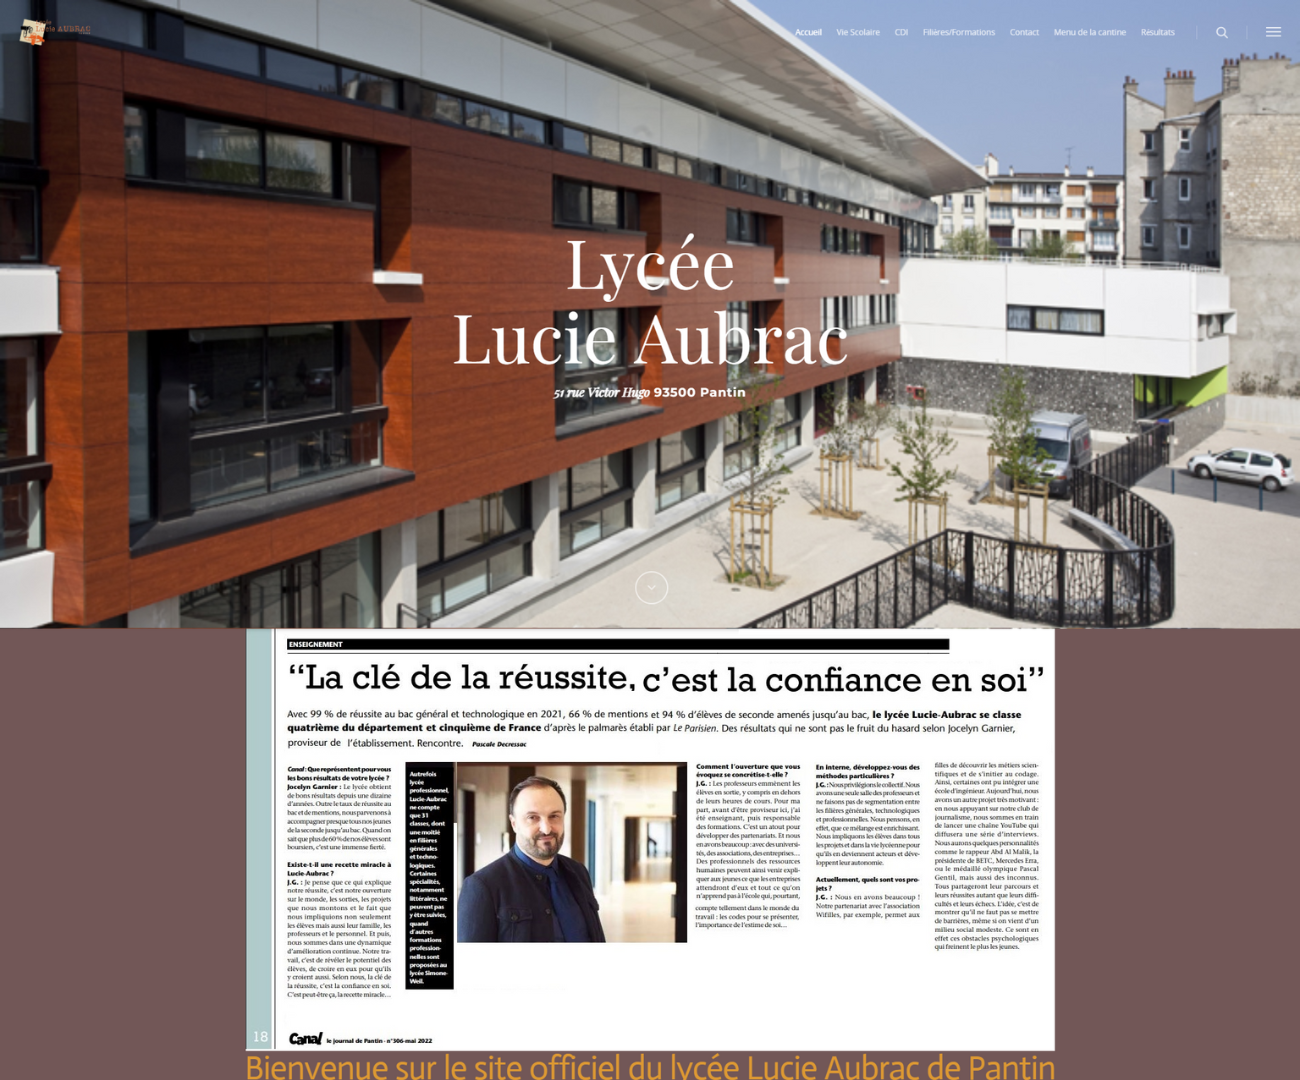 Lucie AUBRAC
Accueil Vie Scolaire CDI Filières/Formations Contact Menu de la cantine Resultats
Lycée
Lucie Aubrac
51 rue Victor Hugo 93500 Pantin
ENSEIGNEMENT
“La clé de la réussite, c’est la confiance en soi”
Avec 99 % de réussite au bac général et technologique en 2021, 66 % de mentions et 94 % d’élèves de seconde amenés jusqu’au bac, le lycée Lucie-Aubrac se classe
quatrième du département et cinquième de France d’après le palmarès établi par Le Parisien. Des résultats qui ne sont pas le fruit du hasard selon Jocelyn Garnier,
proviseur de l’établissement. Rencontre. Pascale Decressac
Canal : Que représentent pour vous
les bons résultats de votre lycée ?
Jocelyn Garnier : Le lycée obtient
de bons résultats depuis une dizaine
d’années. Outre le taux de réussite au
bac et de mentions, nous parvenons à
accompagner presque tous nos jeunes
de la seconde jusqu’au bac. Quand on
sait que plus de 60 % de nos élèves sont
boursiers, c’est une immense fierté.
Existe-t-il une recette miracle à
Lucie-Aubrac ?
J.G. : Je pense que ce qui explique
notre réussite, c’est notre ouverture
sur le monde, les sorties, les projets
que nous montons et le fait que
nous impliquions non seulement
les élèves mais aussi leur famille, les
professeurs et le personnel. Et puis,
nous sommes dans une dynamique
d’amélioration continue. Notre tra-
vail, c’est de révéler le potentiel des
élèves, de croire en eux pour qu’ils
y croient aussi. Selon nous, la clé de
la réussite, c’est la confiance en soi.
C’est peut-être ça, la recette miracle…
Autrefois
lycée
professionnel,
Lucie-Aubrac
ne compte
que 31
classes, dont
une moitié
en filières
générales
et techno-
logiques.
Certaines
spécialités,
notamment
littéraires, ne
peuvent pas
y être suivies,
quand
d’autres
formations
profession-
nelles sont
proposées au
lycée Simone-
Weil.
Comment l’ouverture que vous
évoquez se concrétise-t-elle ?
J.G. : Les professeurs emmènent les
élèves en sortie, y compris en dehors
de leurs heures de cours. Pour ma
part, avant d’être proviseur ici, j’ai
été enseignant, puis responsable
des formations. C’est un atout pour
développer des partenariats. Et nous
en avons beaucoup : avec des universi-
tés, des associations, des entreprises…
Des professionnels des ressources
humaines peuvent ainsi venir expli-
quer aux jeunes ce que les entreprises
attendront d’eux et tout ce qu’on
n’apprend pas à l’école qui, pourtant,
compte tellement dans le monde du
travail : les codes pour se présenter,
l’importance de l’estime de soi…
En interne, développez-vous des
méthodes particulières ?
J.G. : Nous privilégions le collectif. Nous
avons une seule salle des professeurs et
ne faisons pas de segmentation entre
les filières générales, technologiques
et professionnelles. Nous pensons, en
effet, que ce mélange est enrichissant.
Nous impliquons les élèves dans tous
les projets et dans la vie lycéenne pour
qu’ils en deviennent acteurs et déve-
loppent leur autonomie.
Actuellement, quels sont vos pro-
jets ?
J.G. : Nous en avons beaucoup !
Notre partenariat avec l’association
Wifilles, par exemple, permet aux
filles de découvrir les métiers scien-
tifiques et de s’initier au codage.
Ainsi, certaines ont pu intégrer une
école d’ingénieur. Aujourd’hui, nous
avons un autre projet très motivant :
en nous appuyant sur notre club de
journalisme, nous sommes en train
de lancer une chaîne YouTube qui
diffusera une série d’interviews.
Nous aurons quelques personnalités
comme le rappeur Abd Al Malik, la
présidente de BETC, Mercedes Erra,
ou le médaillé olympique Pascal
Gentil, mais aussi des inconnus.
Tous partageront leur parcours et
leurs réussites autant que leurs diffi-
cultés et leurs échecs. L’idée, c’est de
montrer qu’il ne faut pas se mettre
de barrières, même si on vient d’un
milieu social modeste. Ce sont en
effet ces obstacles psychologiques
qui freinent le plus les jeunes.
18
Canal le journal de Pantin - n°306-mai 2022
Bienvenue sur le site officiel du lycée Lucie Aubrac de Pantin